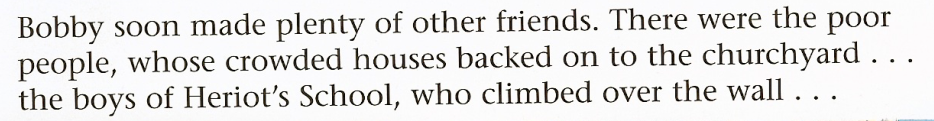 Bobby soon made plenty of other friends. There were the poor
people, whose crowded houses backed on to the churchyard . . .
the boys of Heriot’s School, who climbed over the wall . . .